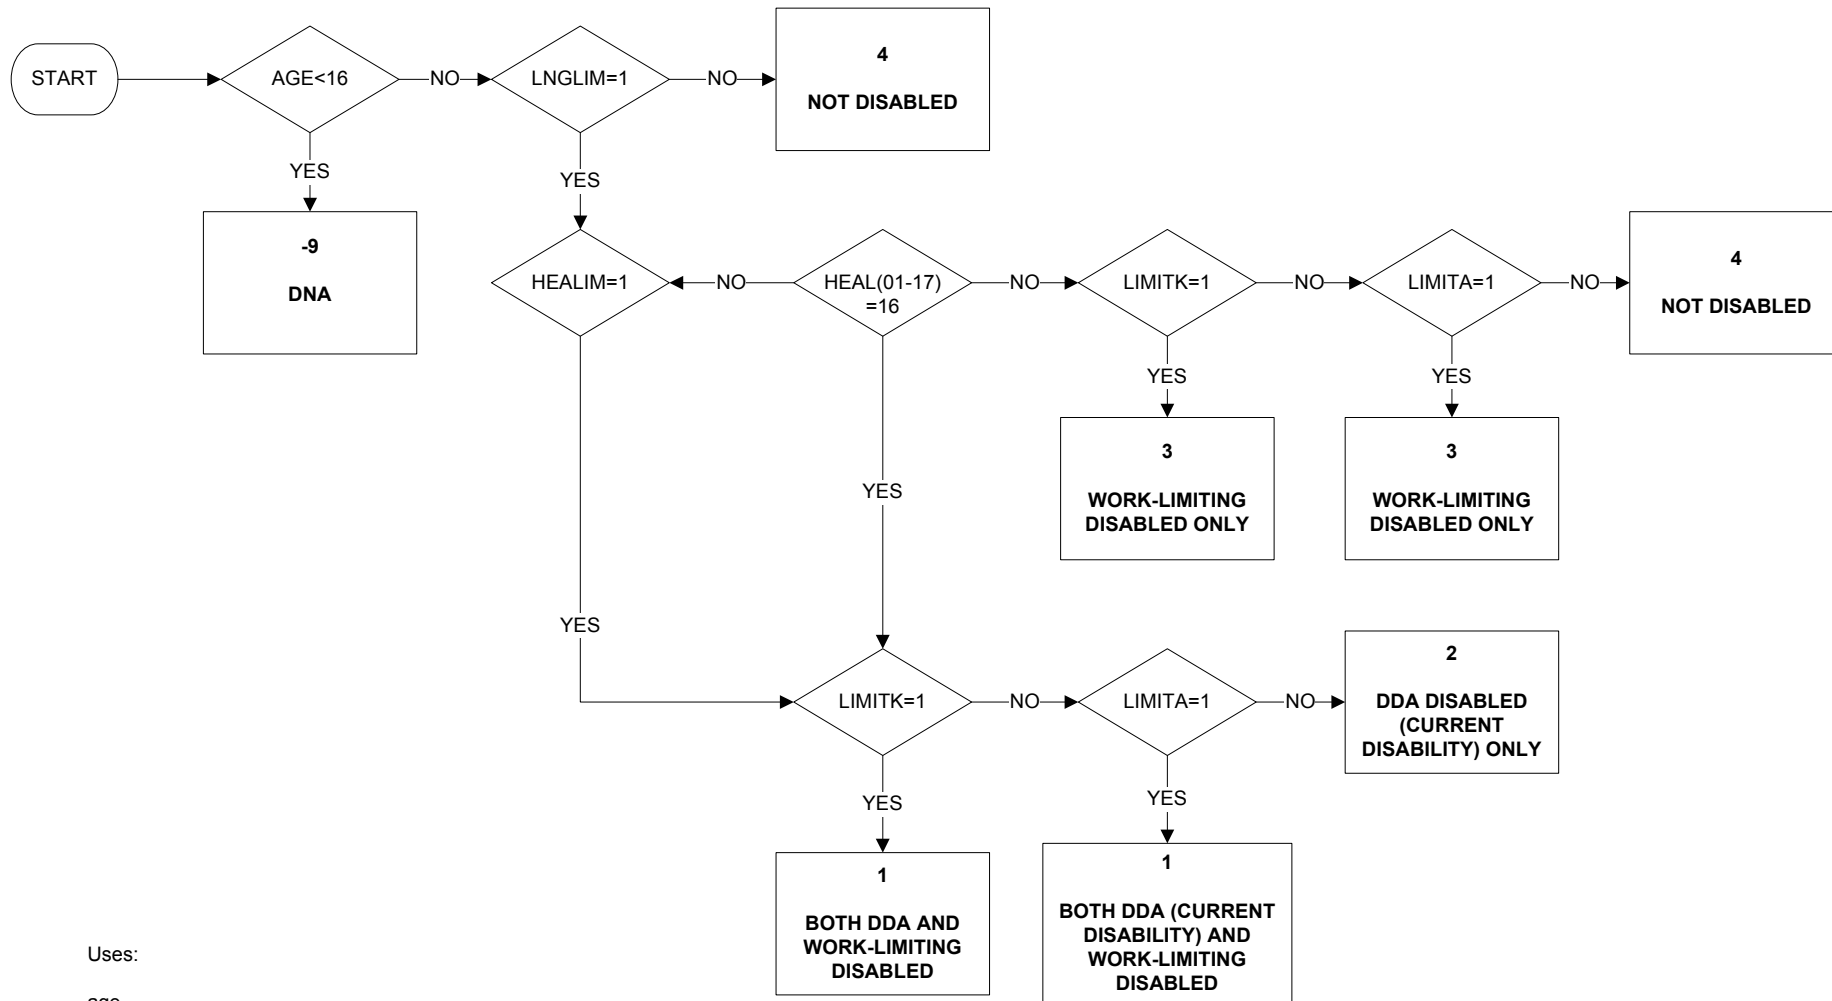 START
AGE<16
NO
LNGLIM=1
NO
4
NOT DISABLED
YES
YES
-9
DNA
HEALIM=1
NO
HEAL(01-17)
=16
NO
LIMITK=1
NO
LIMITA=1
NO
4
NOT DISABLED
YES
YES
3
WORK-LIMITING
DISABLED ONLY
3
WORK-LIMITING
DISABLED ONLY
YES
YES
LIMITK=1
NO
LIMITA=1
NO
2
DDA DISABLED
(CURRENT
DISABILITY) ONLY
YES
YES
1
BOTH DDA AND
WORK-LIMITING
DISABLED
1
BOTH DDA (CURRENT
DISABILITY) AND
WORK-LIMITING
DISABLED
Uses: